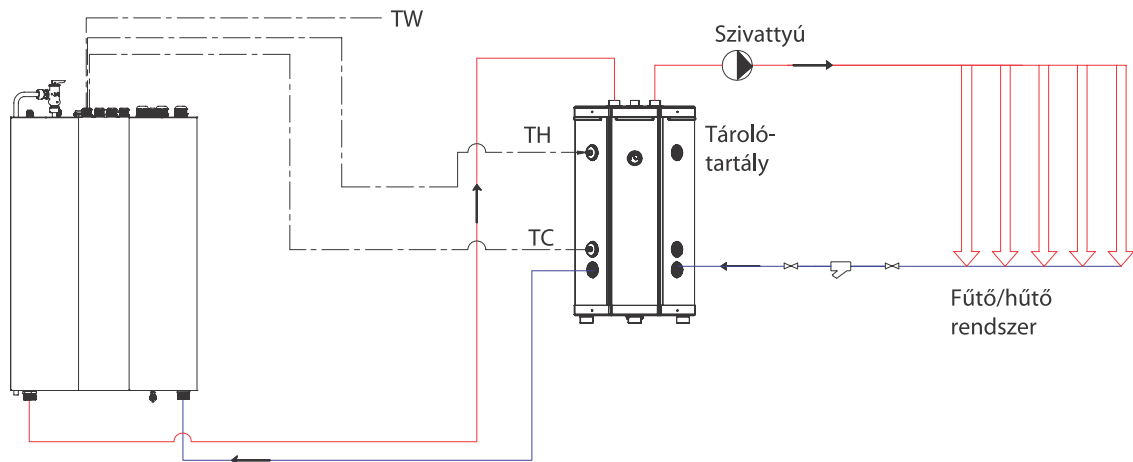 TW
Szivattyú
TH
Tároló-
tartály
TC
Fűtő/hűtő
rendszer